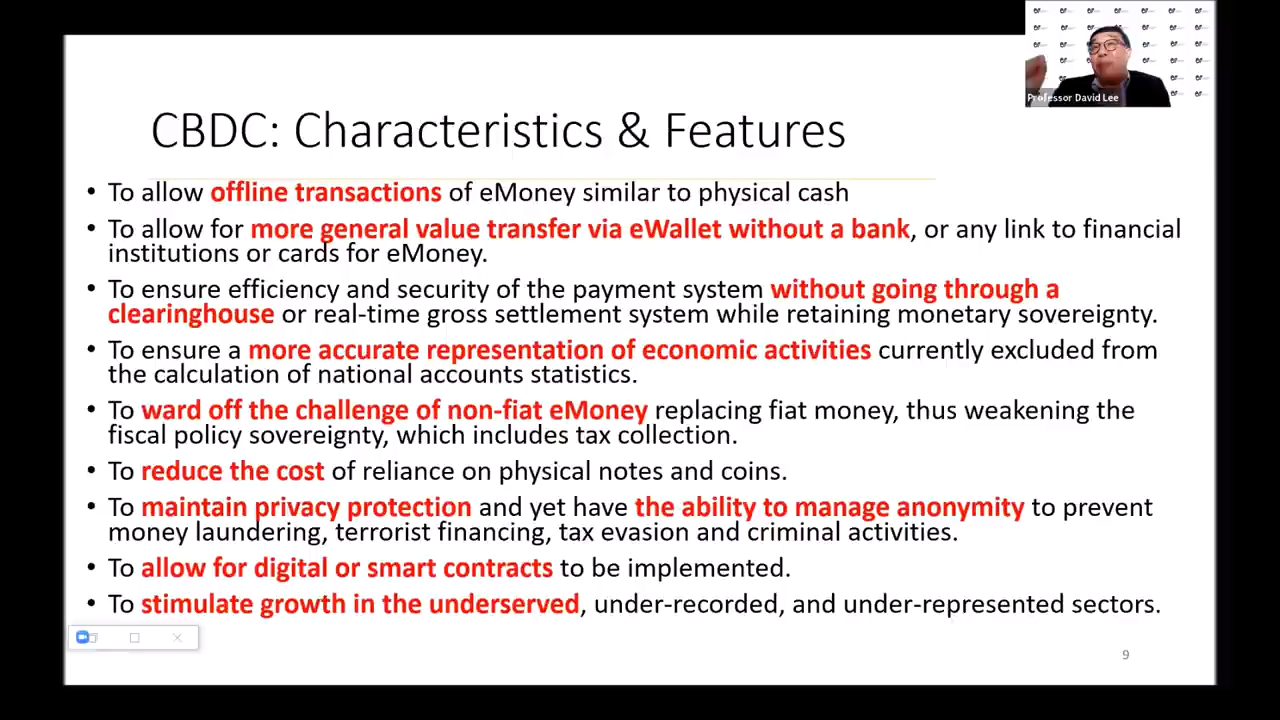 Professor David Lee
CBDC: Characteristics & Features
• To allow offline transactions of eMoney similar to physical cash
• To allow for more general value transfer via eWallet without a bank, or any link to financial
institutions or cards for eMoney.
• To ensure efficiency and security of the payment system without going through a
clearinghouse or real-time gross settlement system while retaining monetary sovereignty.
• To ensure a more accurate representation of economic activities currently excluded from
the calculation of national accounts statistics.
• To ward off the challenge of non-fiat eMoney replacing fiat money, thus weakening the
fiscal policy sovereignty, which includes tax collection.
• To reduce the cost of reliance on physical notes and coins.
• To maintain privacy protection and yet have the ability to manage anonymity to prevent
money laundering, terrorist financing, tax evasion and criminal activities.
• To allow for digital or smart contracts to be implemented.
• To stimulate growth in the underserved, under-recorded, and under-represented sectors.
9